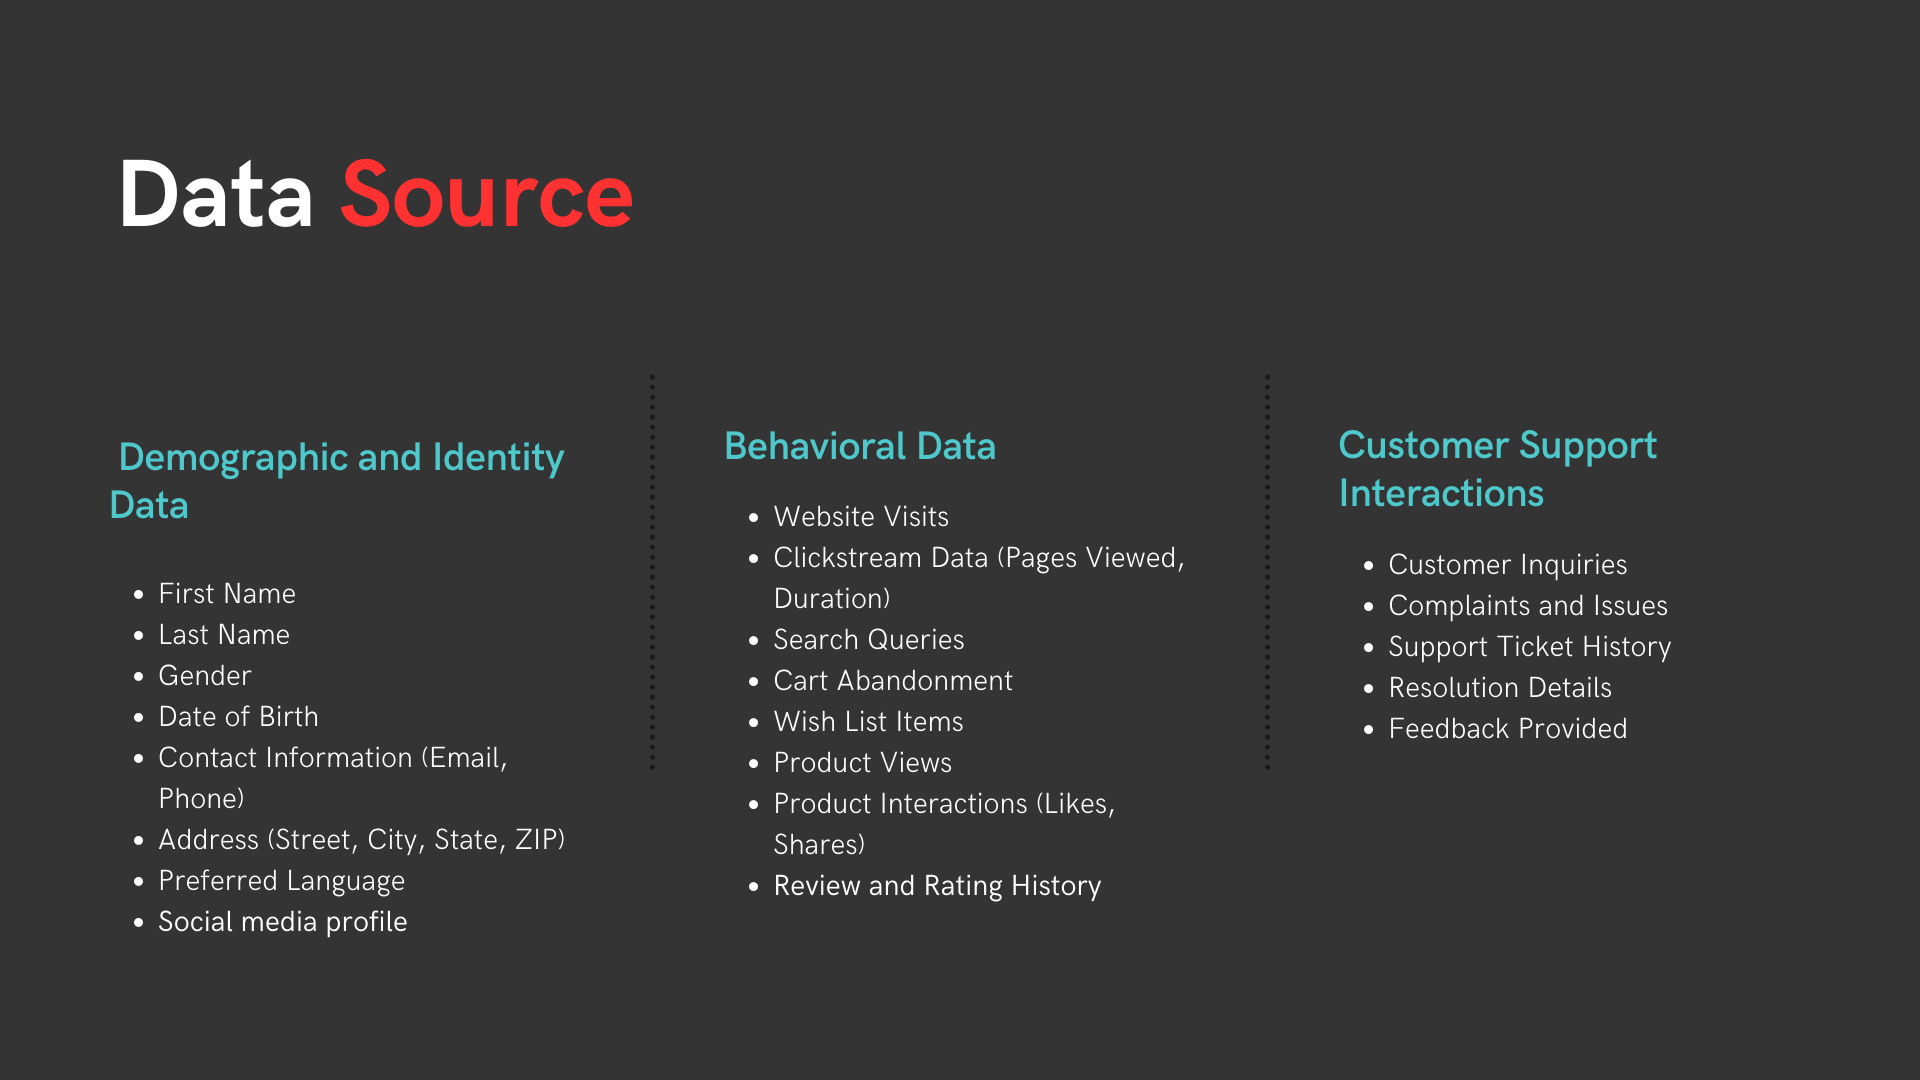 Data Source
Demographic and Identity
Data
• First Name
• Last Name
• Gender
• Date of Birth
• Contact Information (Email,
Phone)
• Address (Street, City, State, ZIP)
• Preferred Language
• Social media profile
Behavioral Data
• Website Visits
• Clickstream Data (Pages Viewed,
Duration)
• Search Queries
• Cart Abandonment
• Wish List Items
• Product Views
• Product Interactions (Likes,
Shares)
• Review and Rating History
Customer Support
Interactions
• Customer Inquiries
• Complaints and Issues
• Support Ticket History
• Resolution Details
• Feedback Provided